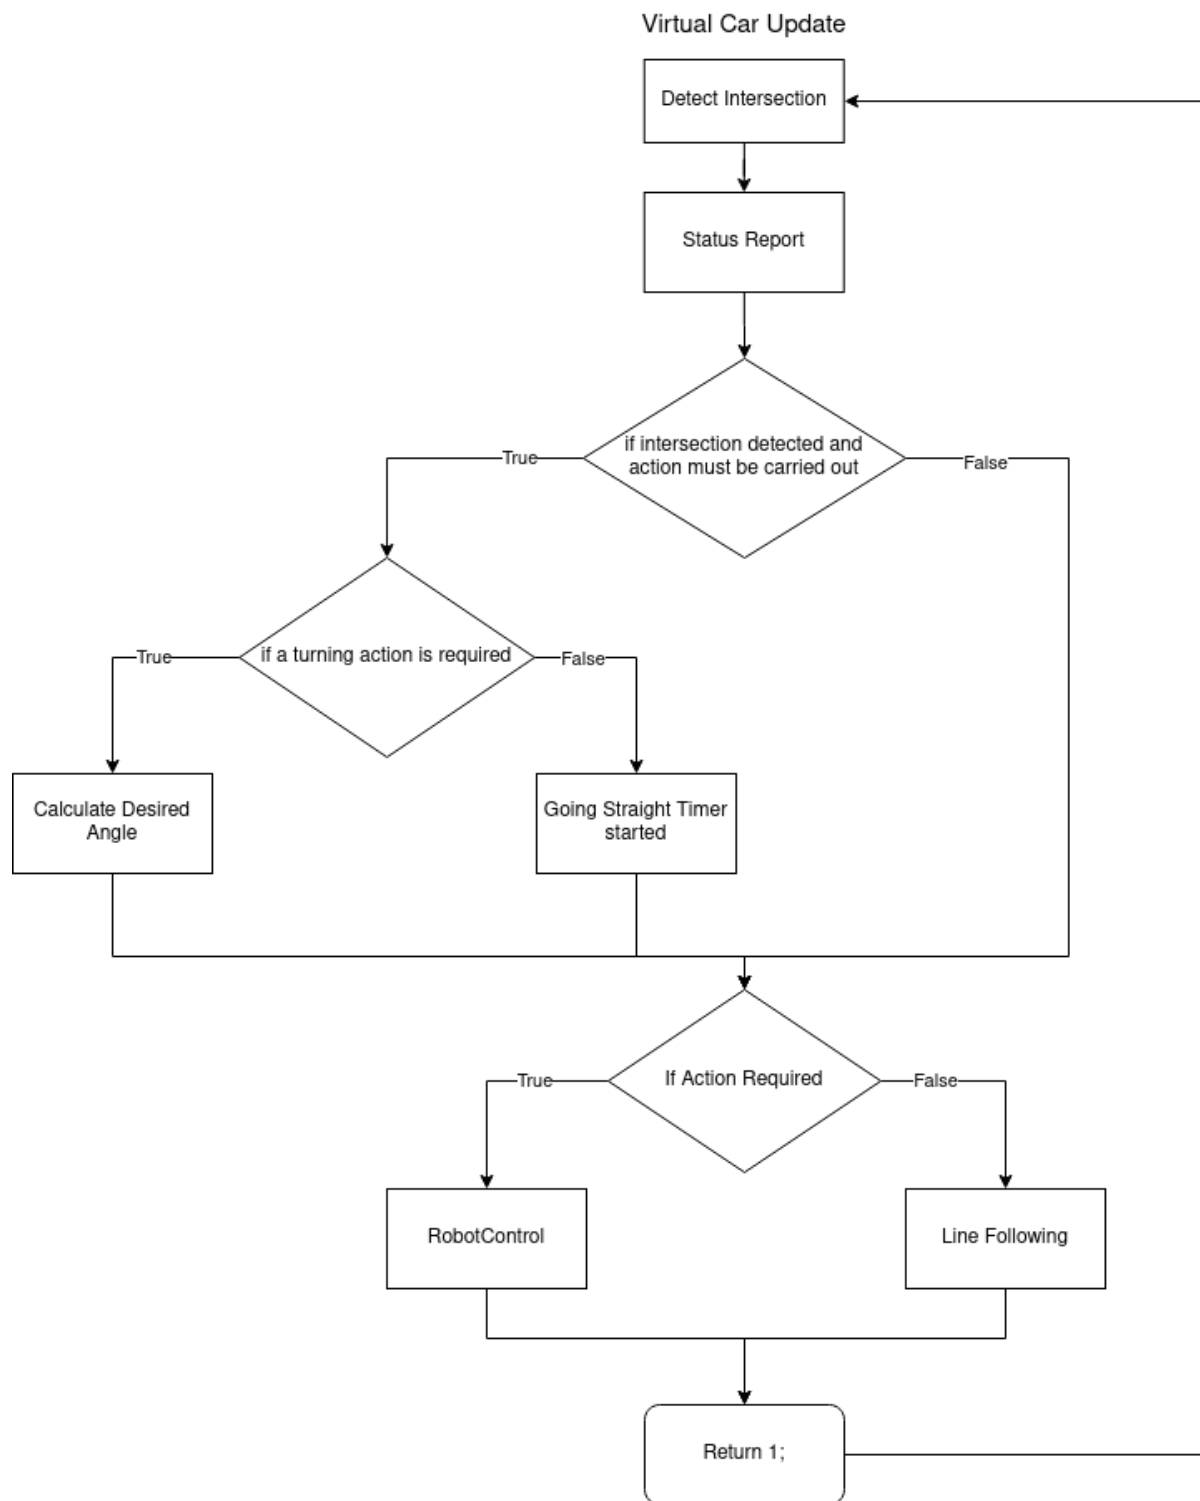 Virtual Car Update
Detect Intersection
Status Report
if intersection detected and
action must be carried out
True
False
if a turning action is required
True
False
Calculate Desired
Angle
Going Straight Timer
started
If Action Required
True
False
RobotControl
Line Following
Return 1;